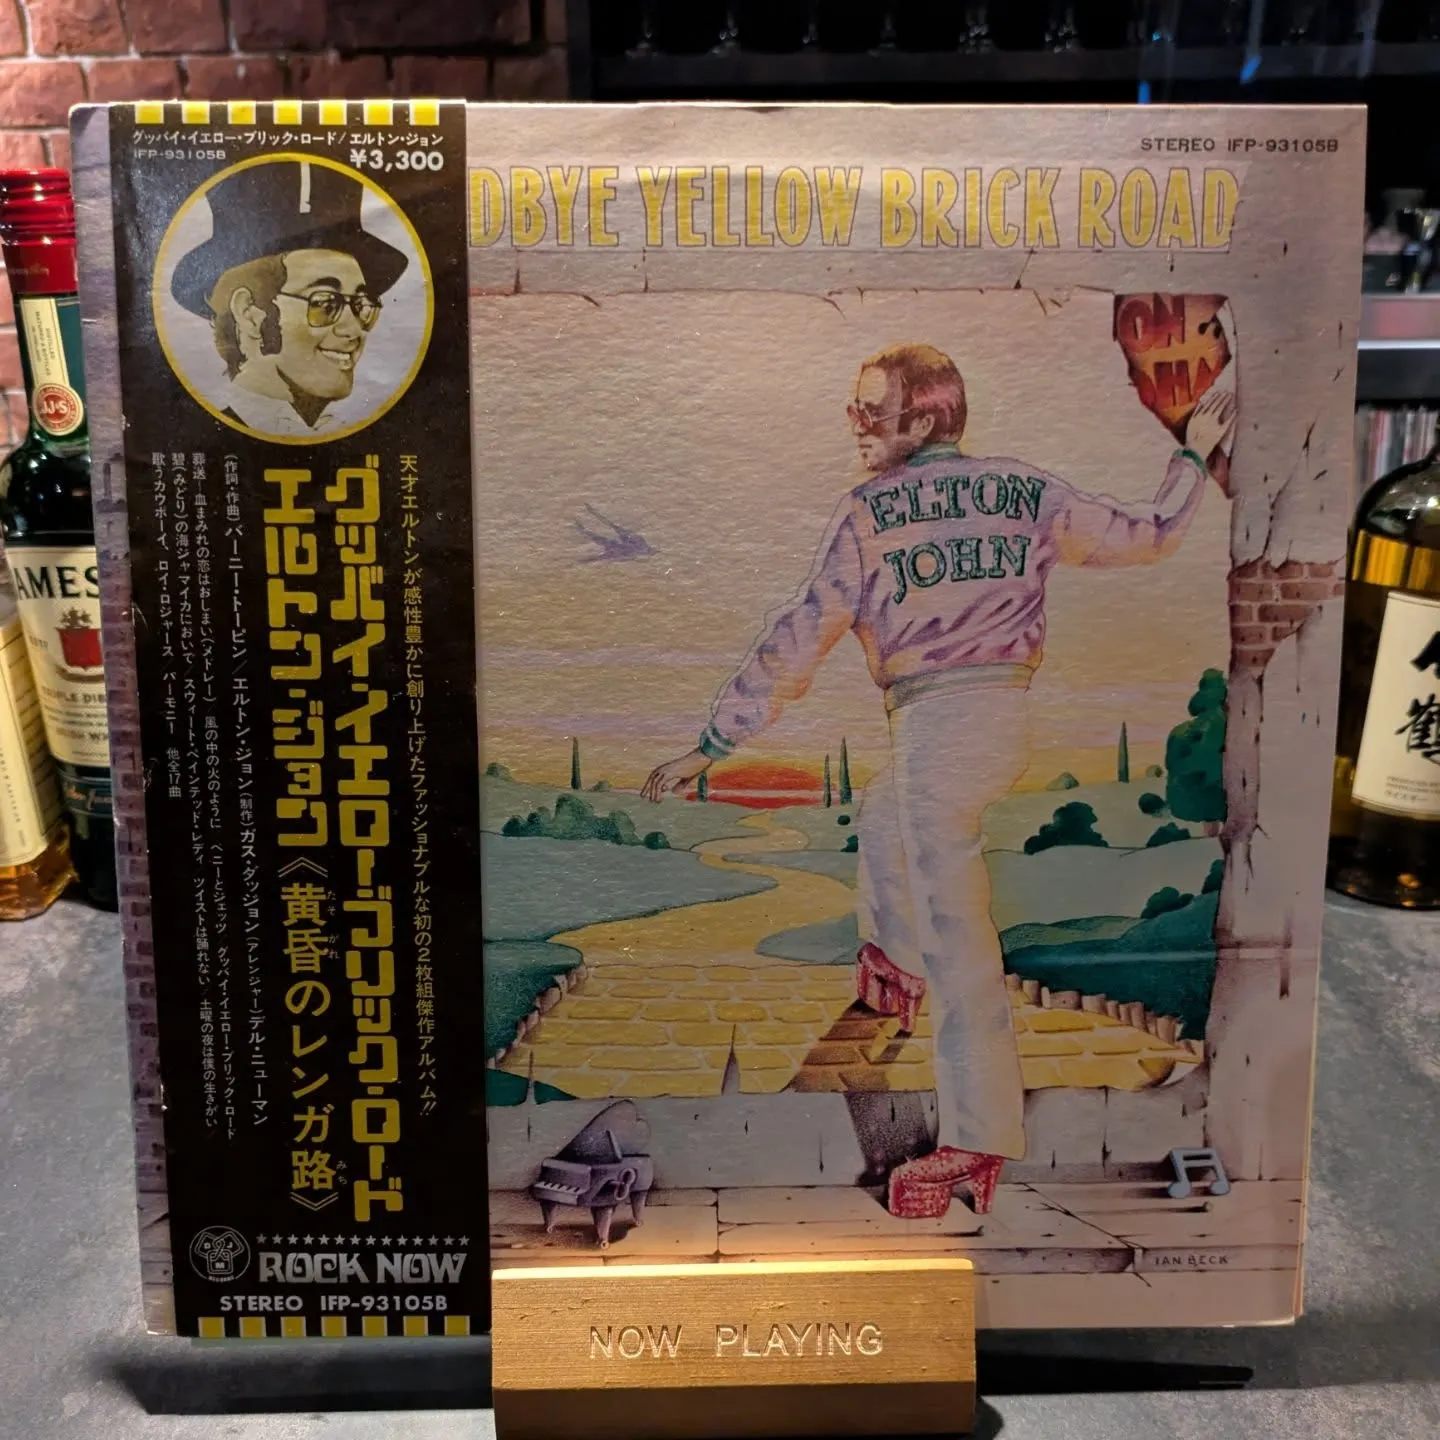 グッバイ・イエロー・ブリック・ロード/エルトン・ジョン
IFP-93105B
¥3,300
天才エルトンが感性豊かに創り上げたファッショナブルな初の2枚組傑作アルバム!!
グッバイ・イエロー・ブリック・ロード
エルトン・ジョン《黄昏のレンガ路》
たそがれ
みち
(作詞・作曲)バーニー・トーピン/エルトン・ジョン(制作)ガス・ダッジョン(アレンジャー)デル・ニューマン
葬送—血まみれの恋はおしまい(メドレー) 風の中の火のように ベニーとジェッツ グッバイ・イエロー・ブリック・ロード
碧(みどり)の海ジャマイカにおいて/スウィート・ペインテッド・レディ ツイストは踊れない/土曜の夜は僕の生きがい
歌うカウボーイ、ロイ・ロジャース/ハーモニー 他全17曲
DJM
RECORDS
ROCK NOW
STEREO IFP-93105B
STEREO IFP-93105B
DBYE YELLOW BRICK ROAD
ON
ELTON
JOHN
IAN BECK
NOW PLAYING
JJ&S
AMES
鶴